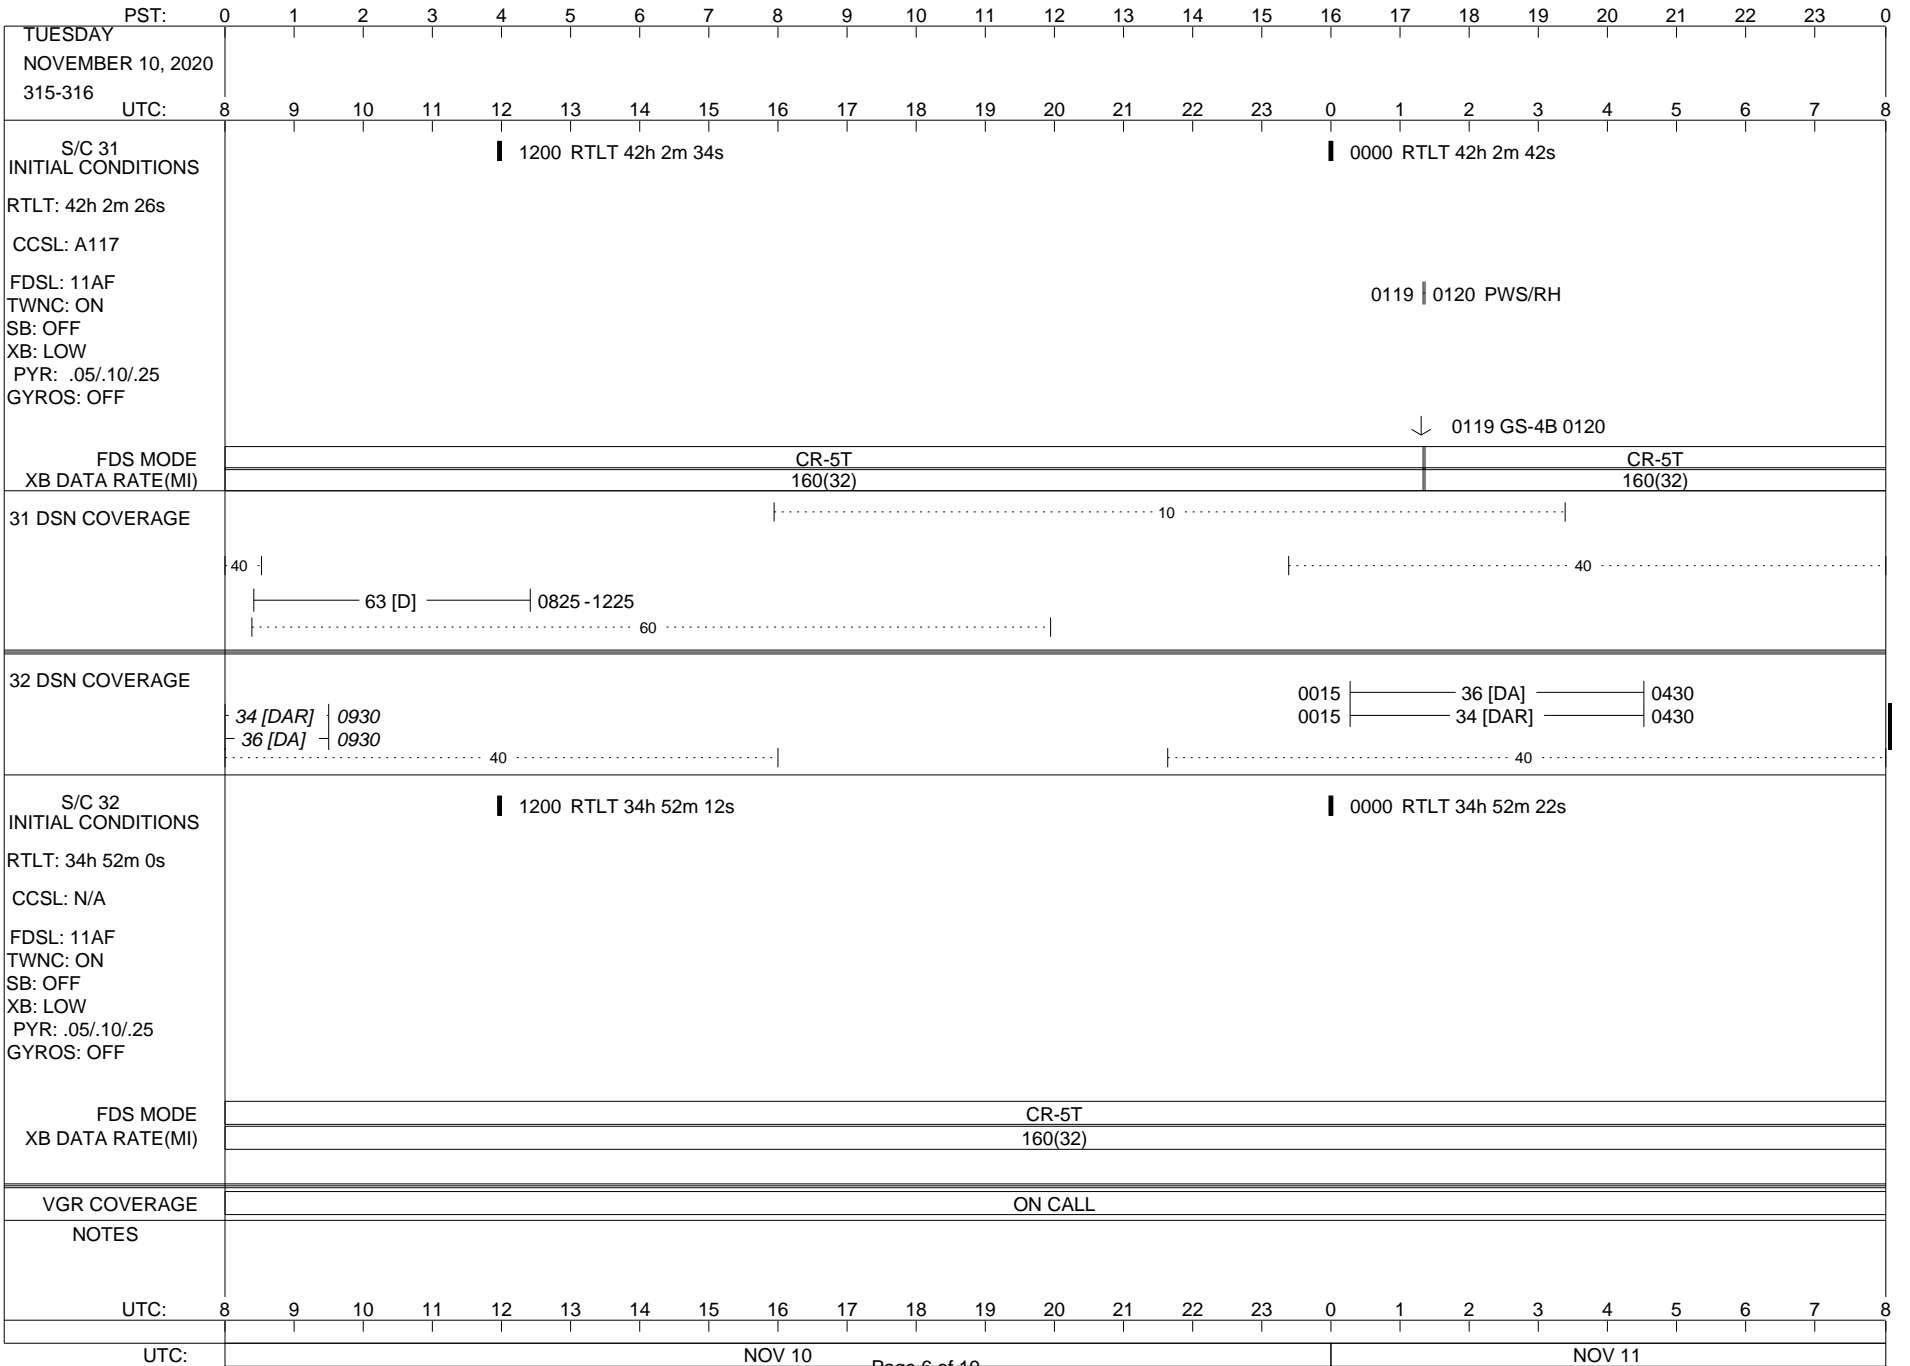 PST: 0 1 2 3 4 5 6 7 8 9 10 11 12 13 14 15 16 17 18 19 20 21 22 23 0
TUESDAY
NOVEMBER 10, 2020
315-316
UTC: 8 9 10 11 12 13 14 15 16 17 18 19 20 21 22 23 0 1 2 3 4 5 6 7 8
S/C 31
INITIAL CONDITIONS
1200 RTLT 42h 2m 34s
0000 RTLT 42h 2m 42s
RTLT: 42h 2m 26s
CCSL: A117
FDSL: 11AF
TWNC: ON
0119 0120 PWS/RH
SB: OFF
XB: LOW
PYR: .05/.10/.25
GYROS: OFF
0119 GS-4B 0120
FDS MODE CR-5T CR-5T
XB DATA RATE(MI) 160(32) 160(32)
31 DSN COVERAGE 10
40 40
63 [D] 0825-1225
60
32 DSN COVERAGE
0015 36 [DA] 0430
34 [DAR] 0930 0015 34 [DAR] 0430
36 [DA] 0930
40 40
S/C 32
INITIAL CONDITIONS
1200 RTLT 34h 52m 12s
0000 RTLT 34h 52m 22s
RTLT: 34h 52m 0s
CCSL: N/A
FDSL: 11AF
TWNC: ON
SB: OFF
XB: LOW
PYR: .05/.10/.25
GYROS: OFF
FDS MODE CR-5T
XB DATA RATE(MI) 160(32)
VGR COVERAGE ON CALL
NOTES
UTC: 8 9 10 11 12 13 14 15 16 17 18 19 20 21 22 23 0 1 2 3 4 5 6 7 8
UTC: NOV 10 NOV 11
Page 6 of 19